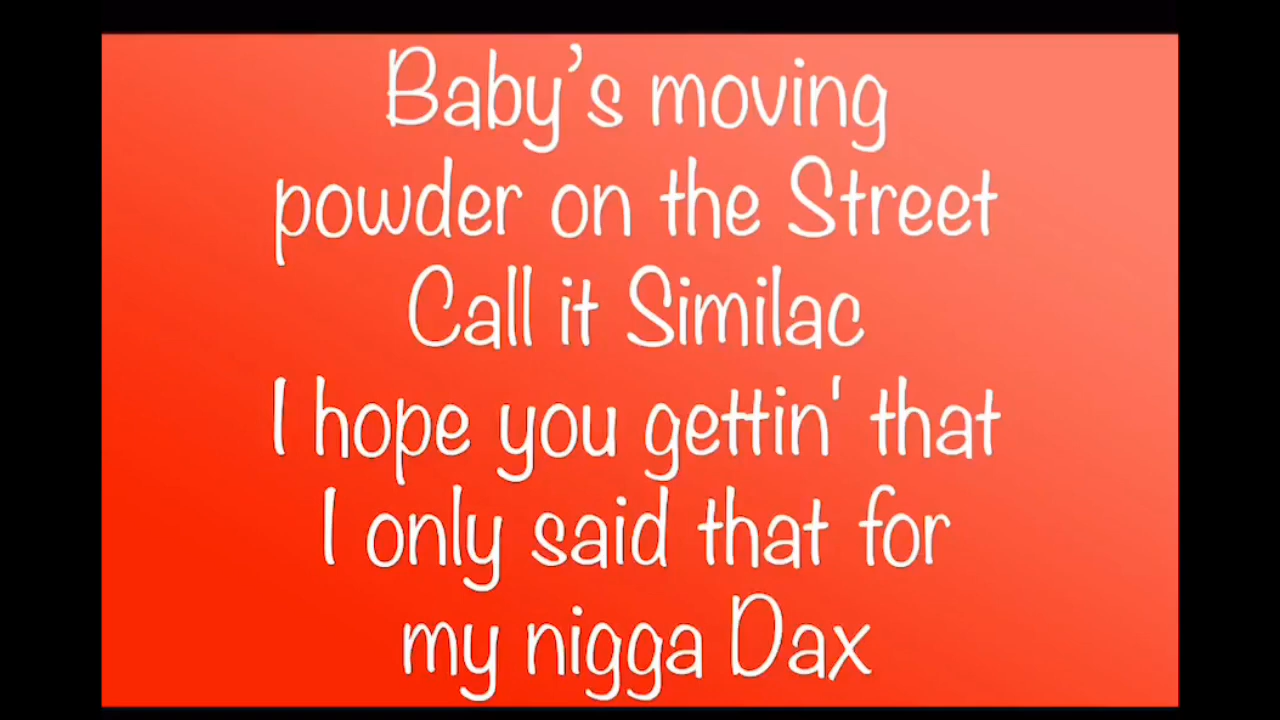 Baby’s moving
powder on the Street
Call it Similac
I hope you gettin' that
I only said that for
my nigga Dax